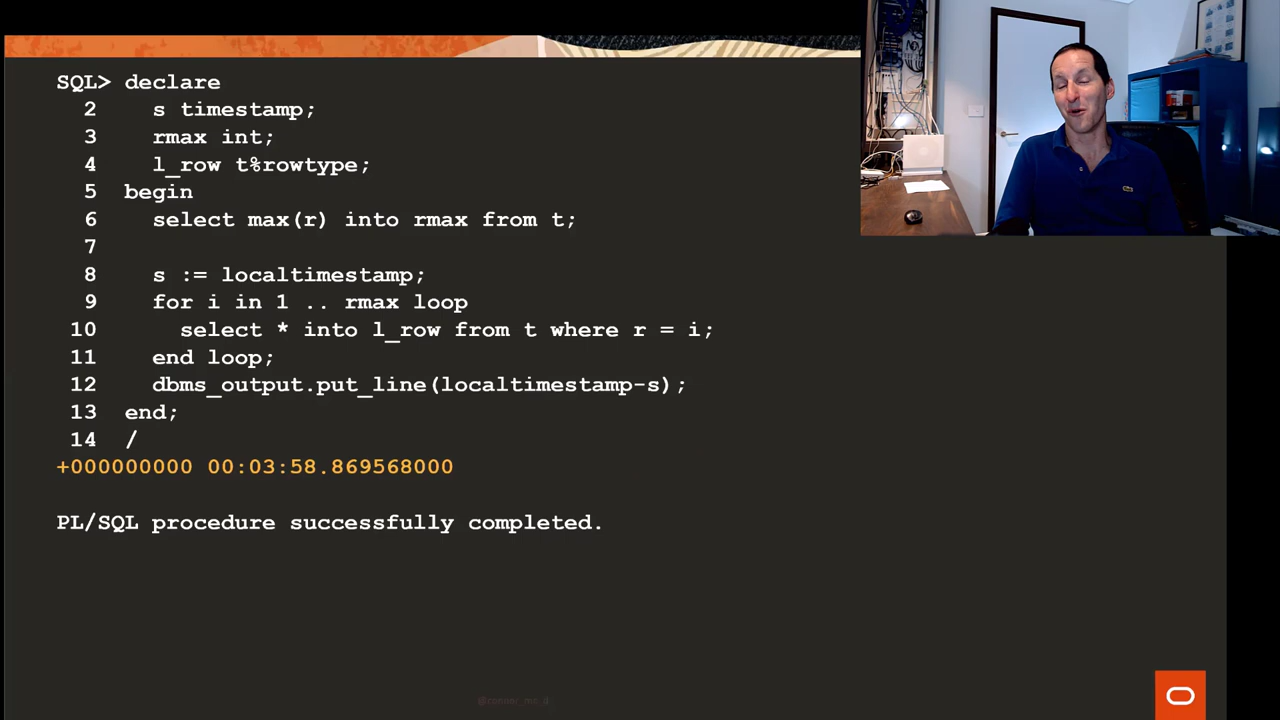 SQL> declare
2 s timestamp;
3 rmax int;
4 l_row t%rowtype;
5 begin
6 select max(r) into rmax from t;
7
8 s := localtimestamp;
9 for i in 1 .. rmax loop
10 select * into l_row from t where r = i;
11 end loop;
12 dbms_output.put_line(localtimestamp-s);
13 end;
14 /
+000000000 00:03:58.869568000
PL/SQL procedure successfully completed.